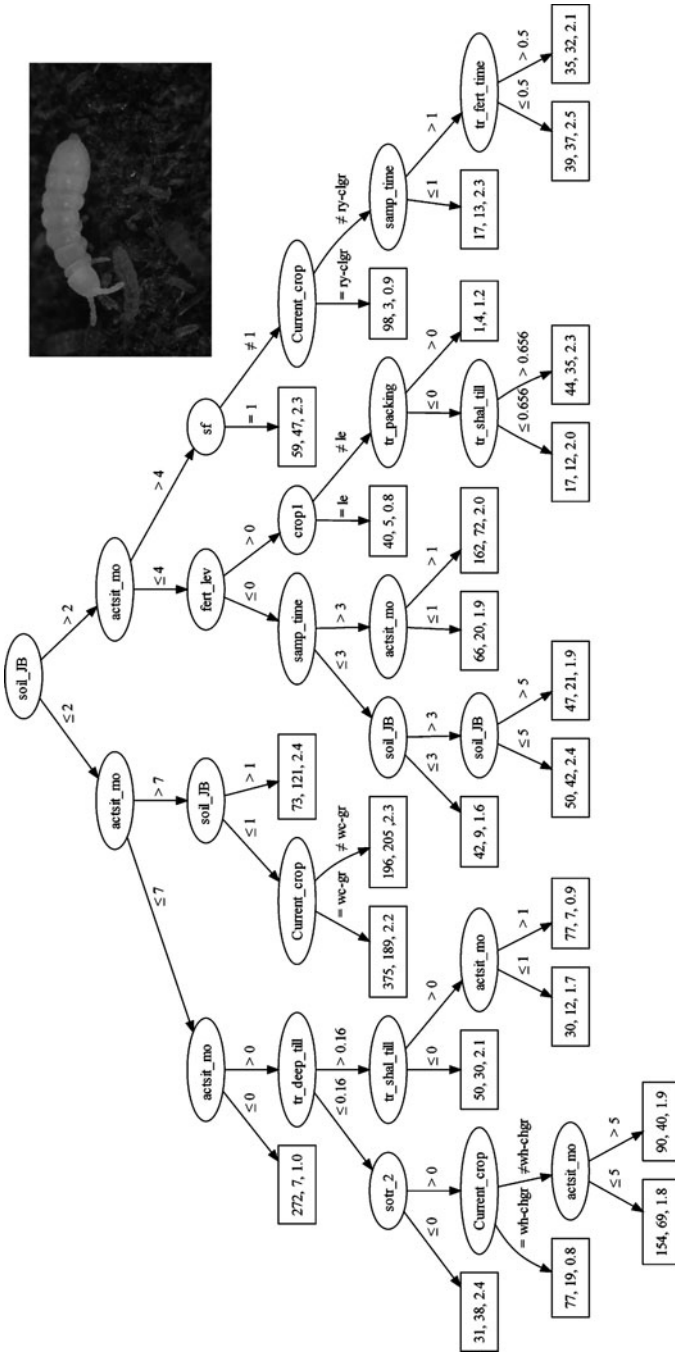 soil_JB
≤ 2
> 2
actsit_mo
actsit_mo
≤7
> 7
≤4
> 4
actsit_mo
soil_JB
fert_lev
sf
≤0
> 0
≤1
> 1
≤0
> 0
= 1
≠ 1
272, 7, 1.0
tr_deep_till
Current_crop
73, 121, 2.4
samp_time
crop1
59, 47, 2.3
Current_crop
≤ 0.16
> 0.16
= wc-gr
≠ wc-gr
≤ 3
> 3
= le
≠ le
= ry-clgr
≠ ry-clgr
sotr_2
tr_shal_till
375, 189, 2.2
196, 205 ,2.3
soil_JB
actsit_mo
40, 5, 0.8
tr_packing
98, 3, 0.9
samp_time
≤0
> 0
≤0
> 0
≤ 3
> 3
≤1
> 1
≤0
> 0
≤ 1
> 1
31, 38, 2.4
Current_crop
50, 30, 2.1
actsit_mo
42, 9, 1.6
soil_JB
66, 20, 1.9
162, 72, 2.0
tr_shal_till
1,4, 1.2
17, 13, 2.3
tr_fert_time
= wh-chgr
≠wh-chgr
≤1
> 1
≤ 5
> 5
≤ 0.656
> 0.656
≤ 0.5
> 0.5
77, 19, 0.8
actsit_mo
30, 12, 1.7
77, 7, 0.9
50, 42, 2.4
47, 21, 1.9
17, 12, 2.0
44, 35, 2.3
39, 37, 2.5
35, 32, 2.1
≤ 5
> 5
154, 69, 1.8
90, 40, 1.9